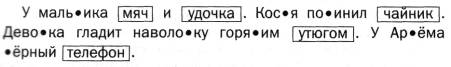 У маль•ика мяч и удочка. Кос•я по•инил чайник.
Дево•ка гладит наволо•ку горя•им утюгом. У Ар•ёма
•ёрный телефон.